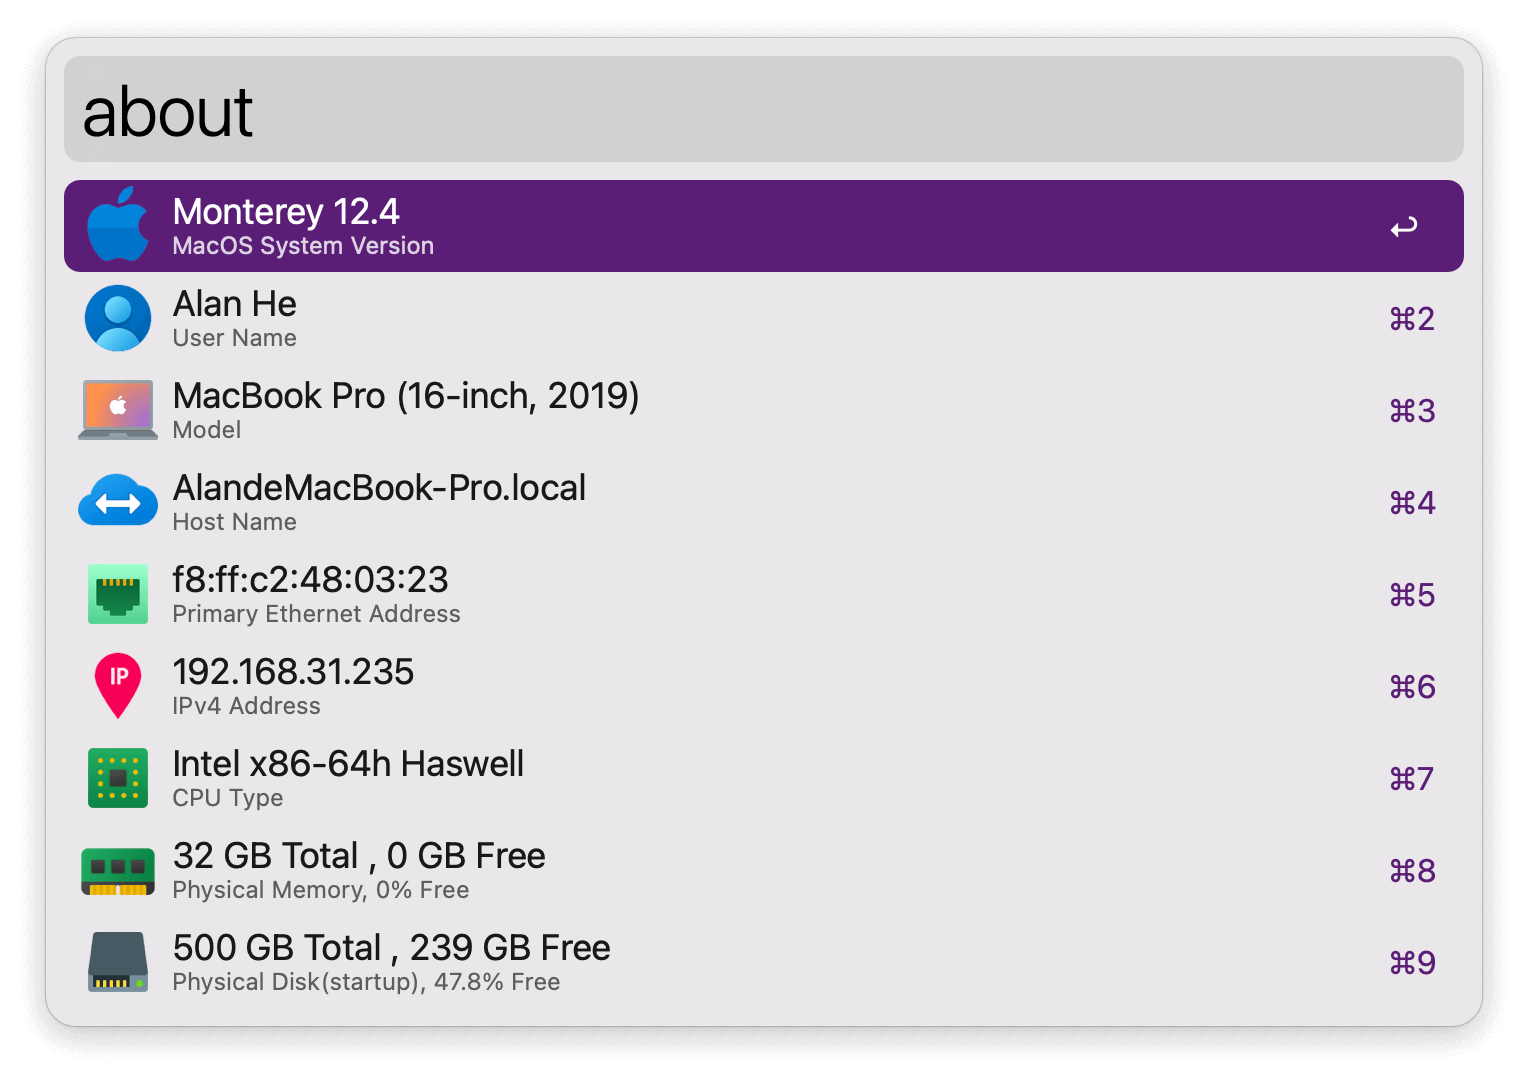 about
Monterey 12.4
MacOS System Version
↩
Alan He
User Name
⌘2
MacBook Pro (16-inch, 2019)
Model
⌘3
AlandeMacBook-Pro.local
Host Name
⌘4
f8:ff:c2:48:03:23
Primary Ethernet Address
⌘5
IP
192.168.31.235
IPv4 Address
⌘6
Intel x86-64h Haswell
CPU Type
⌘7
32 GB Total , 0 GB Free
Physical Memory, 0% Free
⌘8
500 GB Total , 239 GB Free
Physical Disk(startup), 47.8% Free
⌘9